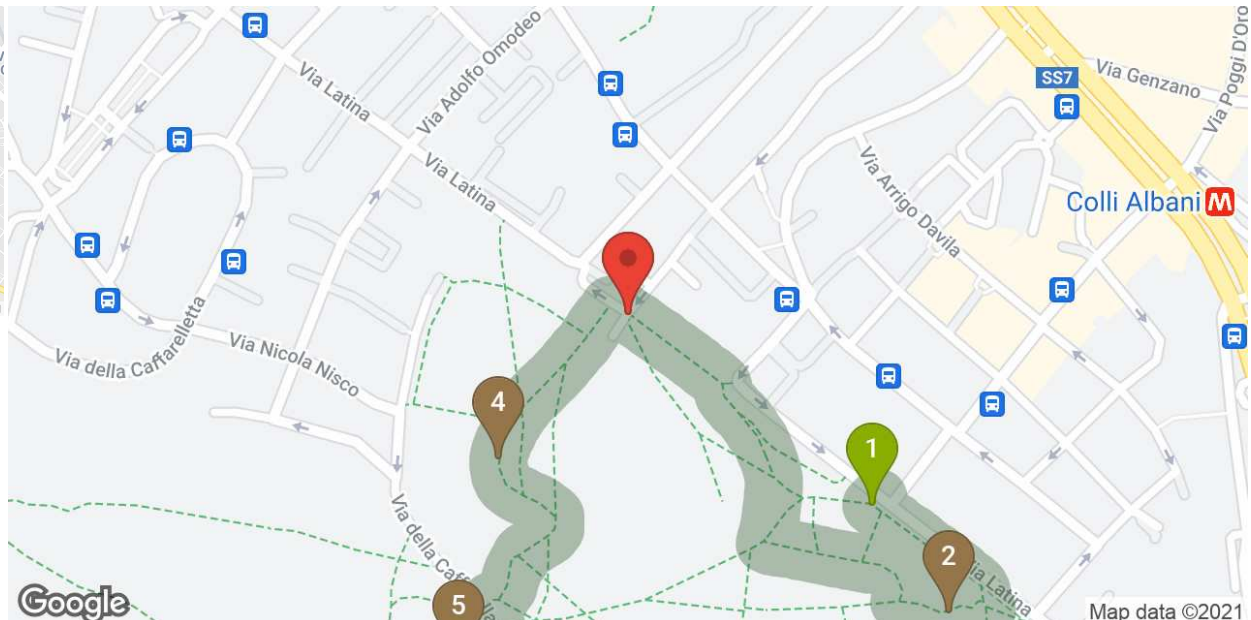 Via Latina
Via Adolfo Omodeo
Via Latina
SS7
Via Genzano
Via Poggi D'Oro
Via Arrigo Davila
Colli Albani M
Via della Caffarelletta
Via Nicola Nisco
4
1
2
5
Via della Caffarella
Via Latina
Google
Map data ©2021